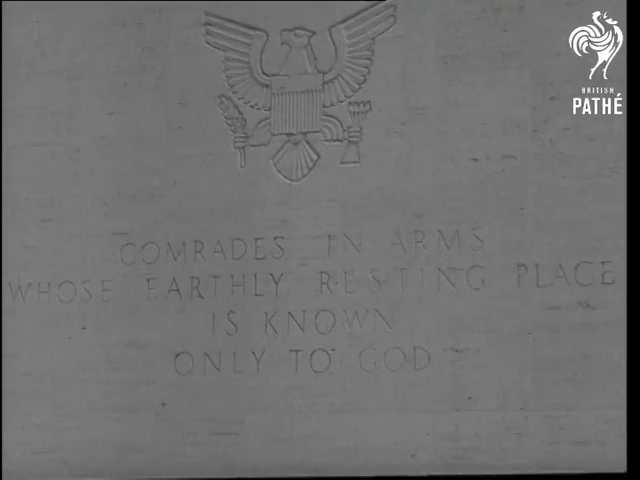 BRITISH
PATHÉ
COMRADES IN ARMS
WHOSE EARTHLY RESTING PLACE
IS KNOWN
ONLY TO GOD